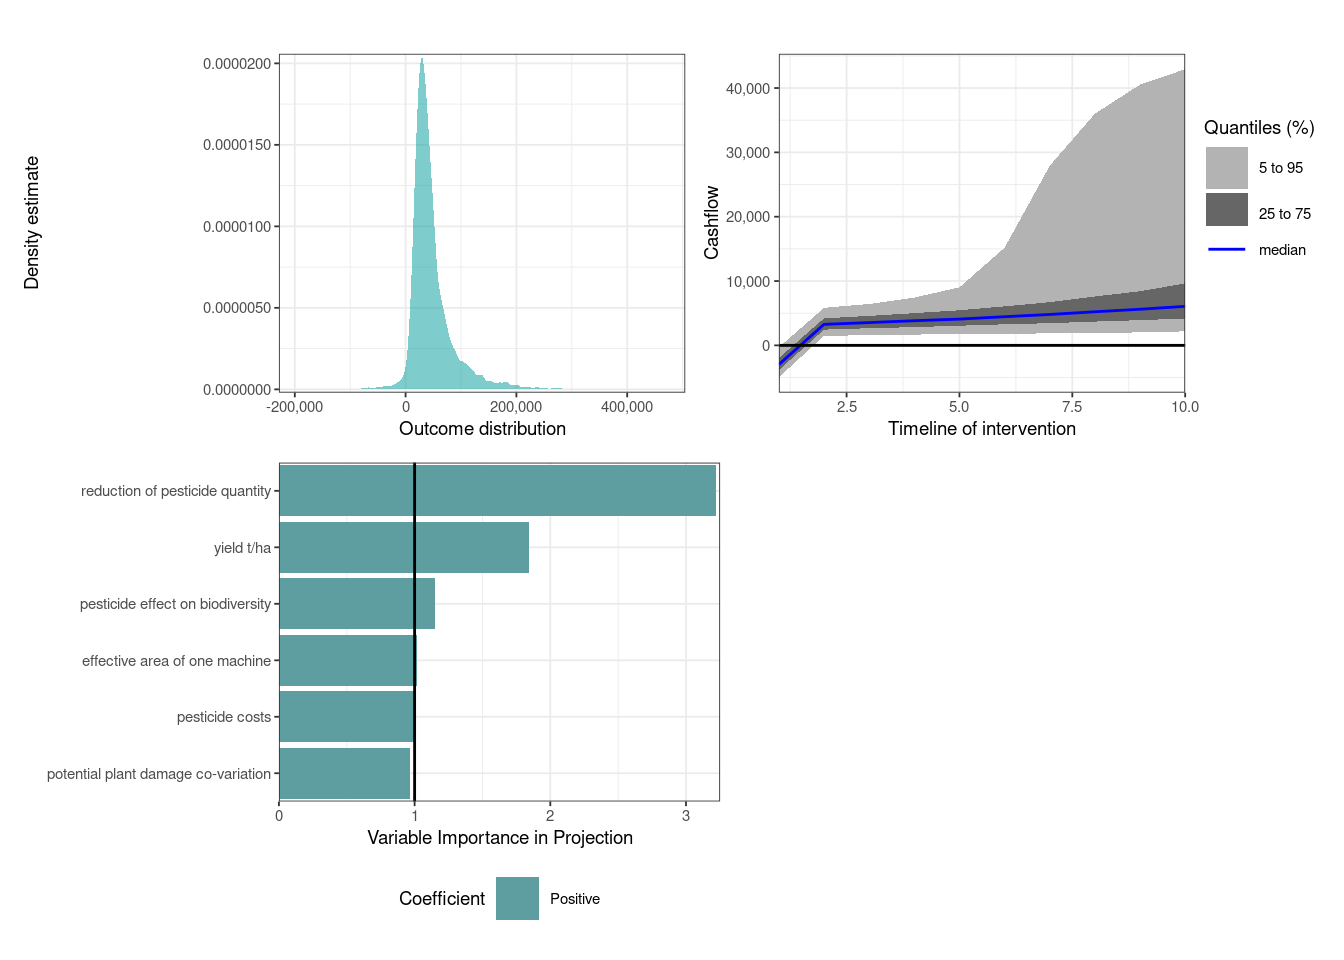 Density estimate
0.0000200
0.0000150
0.0000100
0.0000050
0.0000000
-200,000 0 200,000 400,000
Outcome distribution
Cashflow
40,000
30,000
20,000
10,000
0
2.5 5.0 7.5 10.0
Timeline of intervention
Quantiles (%)
5 to 95
25 to 75
median
reduction of pesticide quantity
yield t/ha
pesticide effect on biodiversity
effective area of one machine
pesticide costs
potential plant damage co-variation
0 1 2 3
Variable Importance in Projection
Coefficient Positive